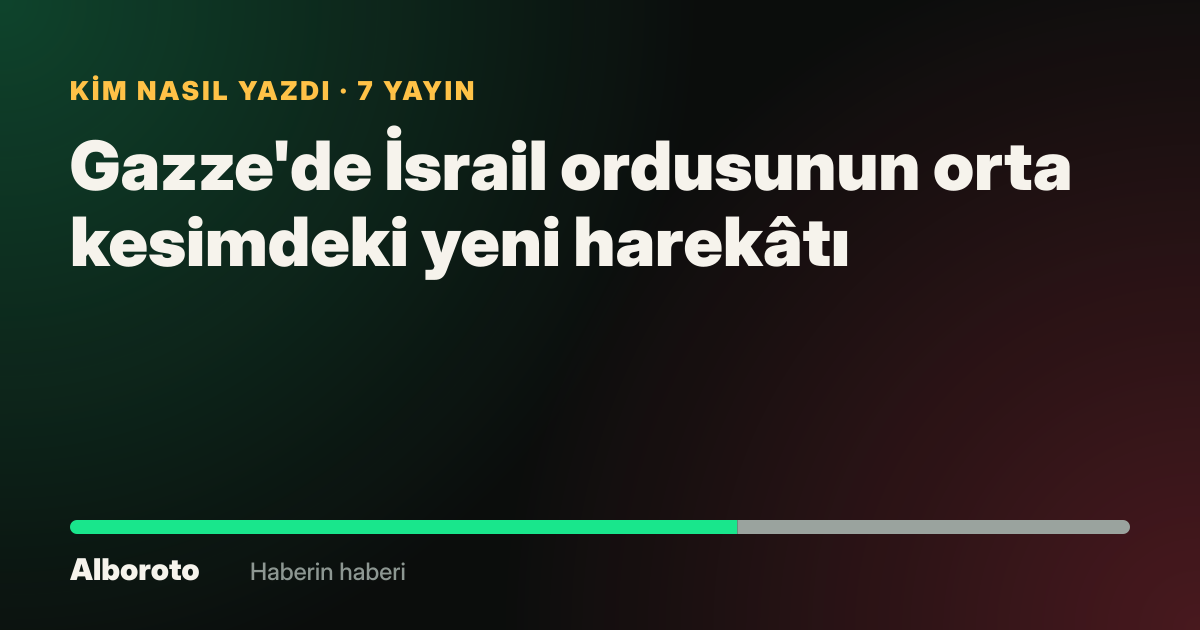 KİM NASIL YAZDI · 7 YAYIN
Gazze'de İsrail ordusunun orta
kesimdeki yeni harekâtı
Alboroto
Haberin haberi